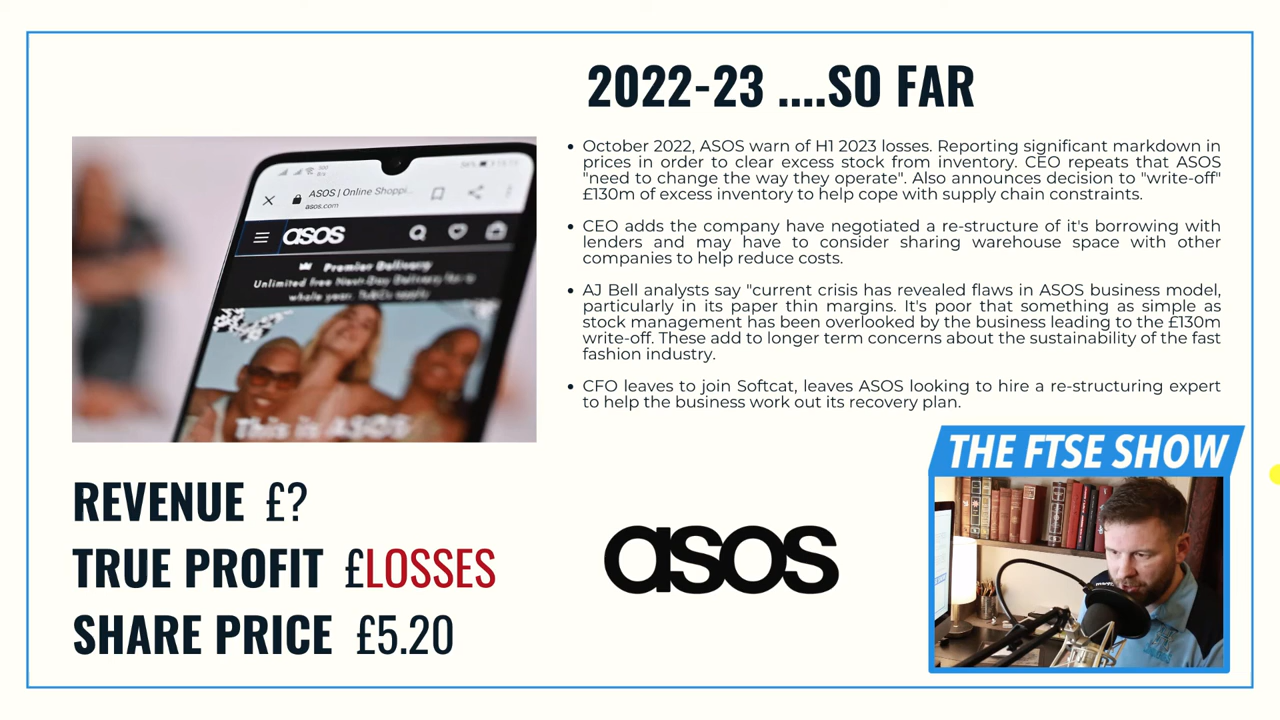 2022-23 ....SO FAR
October 2022, ASOS warn of H1 2023 losses. Reporting significant markdown in
prices in order to clear excess stock from inventory. CEO repeats that ASOS
"need to change the way they operate". Also announces decision to "write-off"
£130m of excess inventory to help cope with supply chain constraints.
CEO adds the company have negotiated a re-structure of it's borrowing with
lenders and may have to consider sharing warehouse space with other
companies to help reduce costs.
AJ Bell analysts say "current crisis has revealed flaws in ASOS business model,
particularly in its paper thin margins. It's poor that something as simple as
stock management has been overlooked by the business leading to the £130m
write-off. These add to longer term concerns about the sustainability of the fast
fashion industry.
CFO leaves to join Softcat, leaves ASOS looking to hire a re-structuring expert
to help the business work out its recovery plan.
ASOS | Online Shoppi...
asos.com
asos
Premier Delivery
Unlimited free Next-Day Delivery for a
whole year. T&Cs apply.
This is ASOS
REVENUE £?
TRUE PROFIT £LOSSES
SHARE PRICE £5.20
asos
THE FTSE SHOW